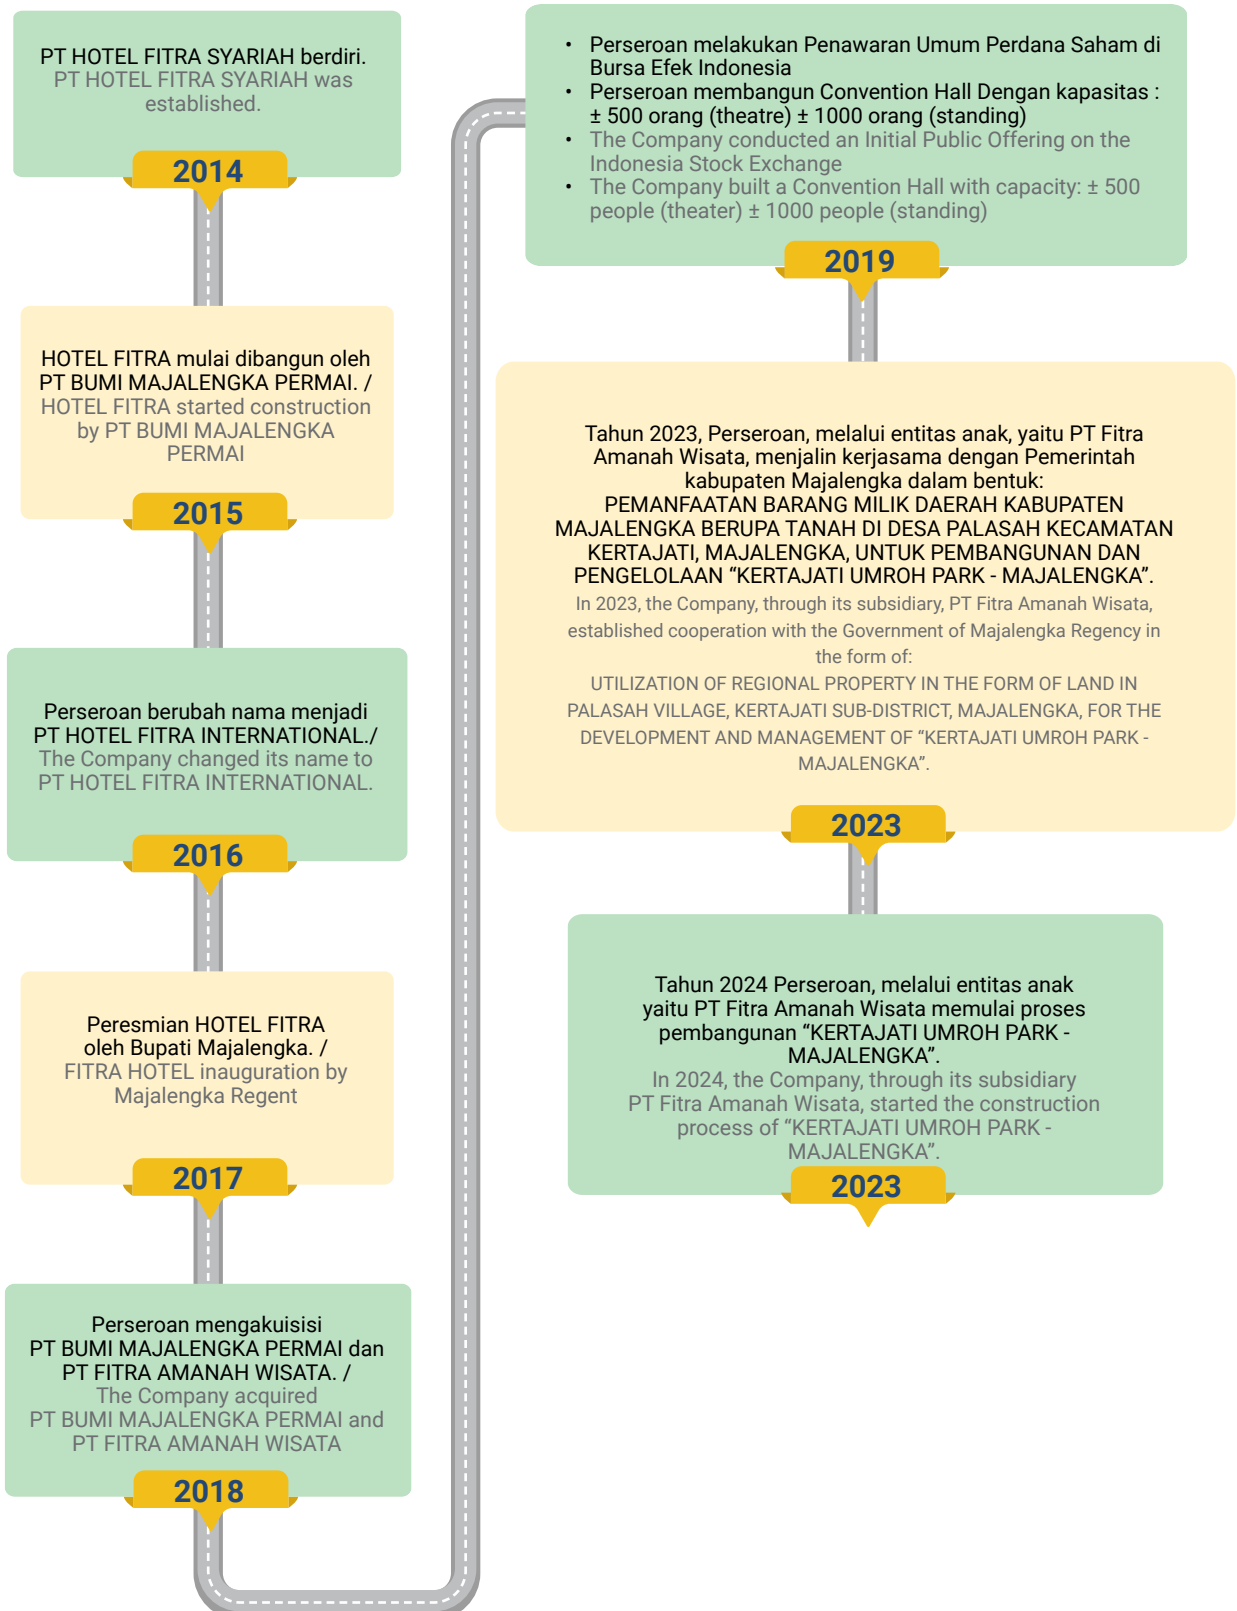 PT HOTEL FITRA SYARIAH berdiri.
PT HOTEL FITRA SYARIAH was
established.
2014
HOTEL FITRA mulai dibangun oleh
PT BUMI MAJALENGKA PERMAI. /
HOTEL FITRA started construction
by PT BUMI MAJALENGKA
PERMAI
2015
Perseroan berubah nama menjadi
PT HOTEL FITRA INTERNATIONAL./
The Company changed its name to
PT HOTEL FITRA INTERNATIONAL.
2016
Peresmian HOTEL FITRA
oleh Bupati Majalengka. /
FITRA HOTEL inauguration by
Majalengka Regent
2017
Perseroan mengakuisisi
PT BUMI MAJALENGKA PERMAI dan
PT FITRA AMANAH WISATA. /
The Company acquired
PT BUMI MAJALENGKA PERMAI and
PT FITRA AMANAH WISATA
2018
• Perseroan melakukan Penawaran Umum Perdana Saham di
Bursa Efek Indonesia
• Perseroan membangun Convention Hall Dengan kapasitas :
± 500 orang (theatre) ± 1000 orang (standing)
• The Company conducted an Initial Public Offering on the
Indonesia Stock Exchange
• The Company built a Convention Hall with capacity: ± 500
people (theater) ± 1000 people (standing)
2019
Tahun 2023, Perseroan, melalui entitas anak, yaitu PT Fitra
Amanah Wisata, menjalin kerjasama dengan Pemerintah
kabupaten Majalengka dalam bentuk:
PEMANFAATAN BARANG MILIK DAERAH KABUPATEN
MAJALENGKA BERUPA TANAH DI DESA PALASAH KECAMATAN
KERTAJATI, MAJALENGKA, UNTUK PEMBANGUNAN DAN
PENGELOLAAN “KERTAJATI UMROH PARK - MAJALENGKA”.
In 2023, the Company, through its subsidiary, PT Fitra Amanah Wisata,
established cooperation with the Government of Majalengka Regency in
the form of:
UTILIZATION OF REGIONAL PROPERTY IN THE FORM OF LAND IN
PALASAH VILLAGE, KERTAJATI SUB-DISTRICT, MAJALENGKA, FOR THE
DEVELOPMENT AND MANAGEMENT OF “KERTAJATI UMROH PARK -
MAJALENGKA”.
2023
Tahun 2024 Perseroan, melalui entitas anak
yaitu PT Fitra Amanah Wisata memulai proses
pembangunan “KERTAJATI UMROH PARK -
MAJALENGKA”.
In 2024, the Company, through its subsidiary
PT Fitra Amanah Wisata, started the construction
process of “KERTAJATI UMROH PARK -
MAJALENGKA”.
2023